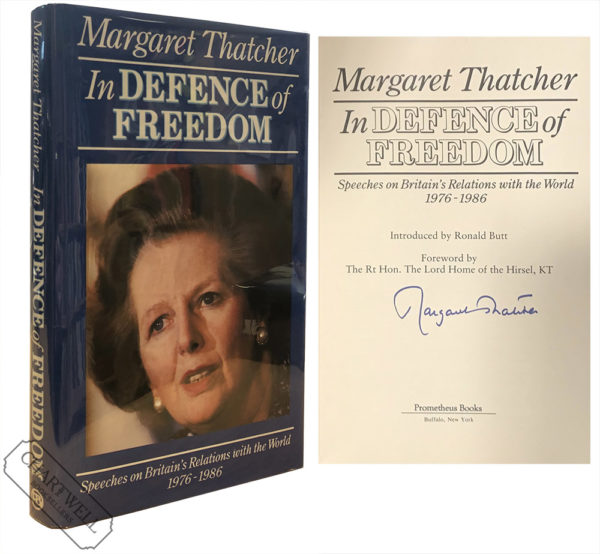 Margaret Thatcher
In DEFENCE of
FREEDOM
Speeches on Britain's Relations with the World
1976-1986
Margaret Thatcher In DEFENCE of FREEDOM
CHARTWELL
BOOKSELLERS
Margaret Thatcher
In DEFENCE of
FREEDOM
Speeches on Britain's Relations with the World
1976-1986
Introduced by Ronald Butt
Foreword by
The Rt Hon. The Lord Home of the Hirsel, KT
Margaret Thatcher
Prometheus Books
Buffalo, New York